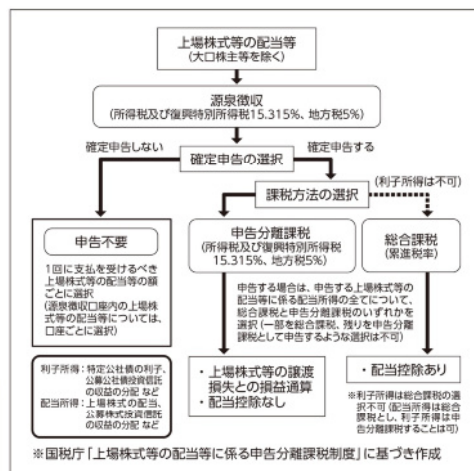 上場株式等の配当等
(大口株主等を除く)
源泉徴収
(所得税及び復興特別所得税15.315%、地方税5%)
確定申告しない
確定申告する
確定申告の選択
(利子所得は不可)
課税方法の選択
申告不要
1回に支払を受けるべき
上場株式等の配当等の額
ごとに選択
(源泉徴収口座内の上場株
式等の配当等については、
口座ごとに選択)
申告分離課税
(所得税及び復興特別所得税
15.315%、地方税5%)
総合課税
(累進税率)
申告する場合は、申告する上場株式等の
配当等に係る配当所得の全てについて、
総合課税と申告分離課税のいずれかを
選択(一部を総合課税、残りを申告分離
課税として申告するような選択は不可)
利子所得:特定公社債の利子、
公募公社債投資信託
の収益の分配 など
配当所得:上場株式の配当、
公募株式投資信託
の収益の分配 など
・上場株式等の譲渡
損失との損益通算
・配当控除なし
・配当控除あり
※利子所得は総合課税の選択
不可(配当所得は総合課
税とし、利子所得は申
告分離課税することは可)
※国税庁「上場株式等の配当等に係る申告分離課税制度」に基づき作成